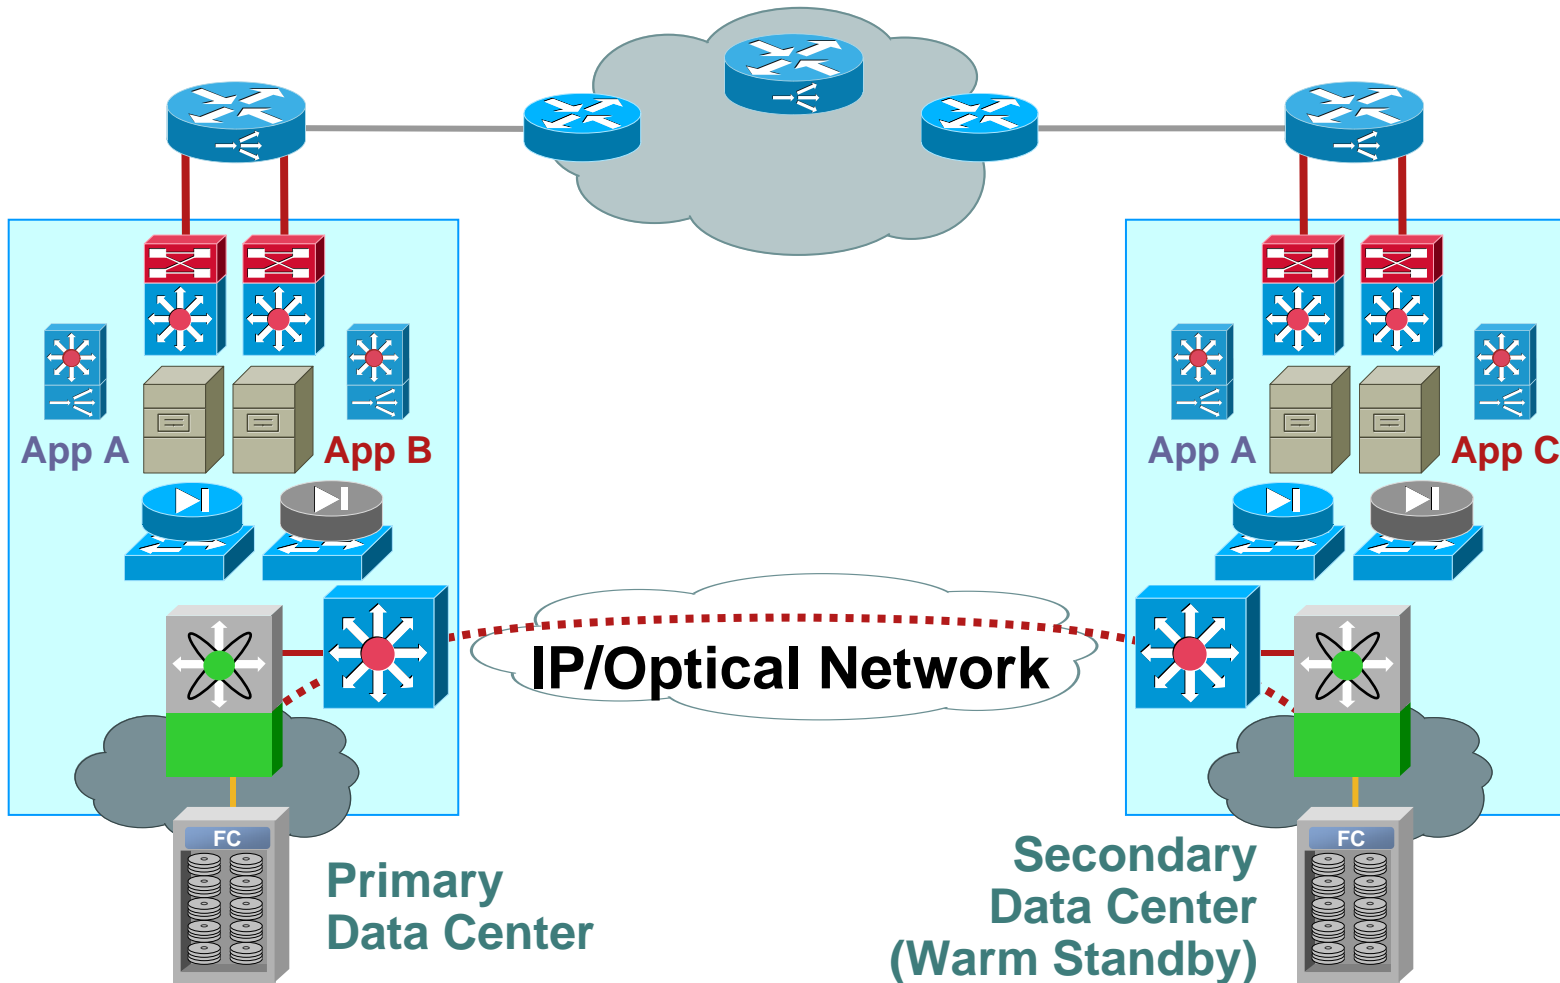 App A
App B
App A
App C
IP/Optical Network
FC
FC
Primary
Data Center
Secondary
Data Center
(Warm Standby)